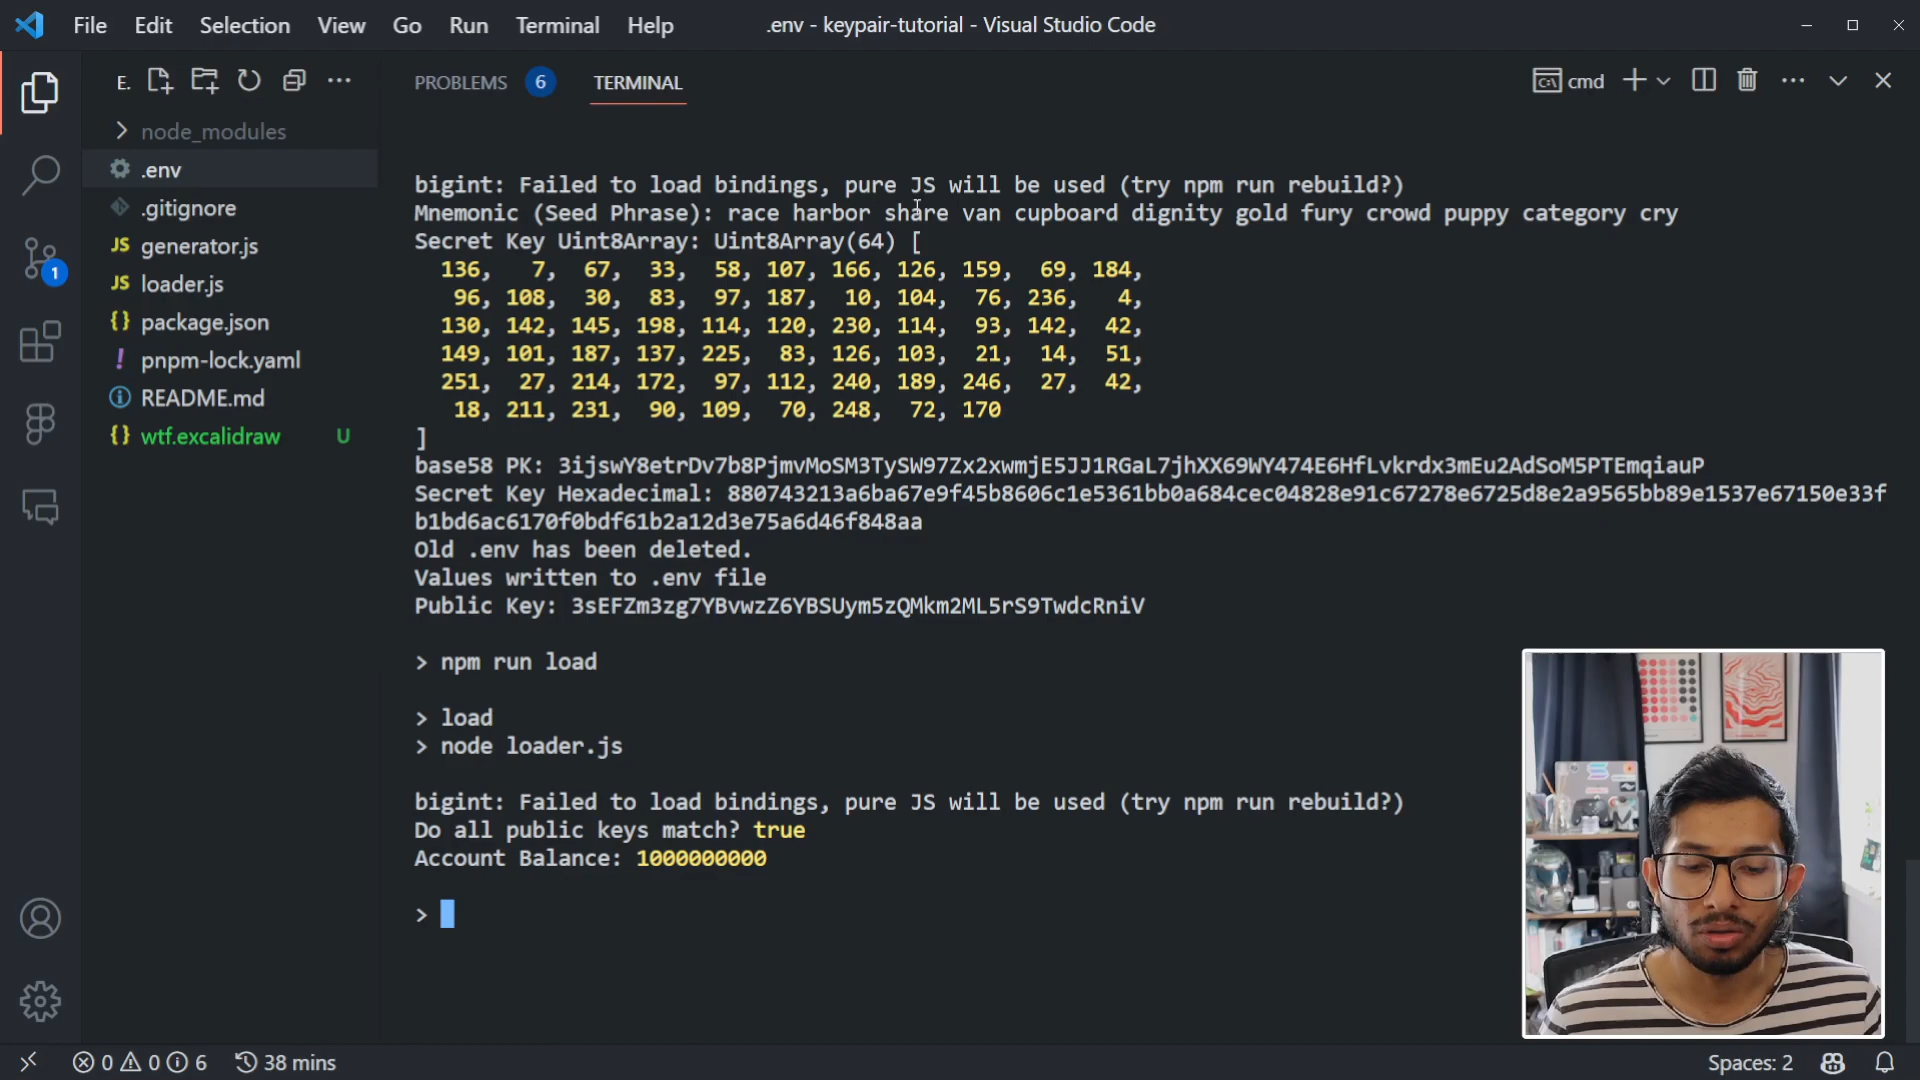 File Edit Selection View Go Run Terminal Help .env - keypair-tutorial - Visual Studio Code
E. PROBLEMS 6 TERMINAL cmd
node_modules
.env
.gitignore
JS generator.js
JS loader.js
{} package.json
! pnpm-lock.yaml
README.md
{} wtf.excalidraw U
1
bigint: Failed to load bindings, pure JS will be used (try npm run rebuild?)
Mnemonic (Seed Phrase): race harbor share van cupboard dignity gold fury crowd puppy category cry
Secret Key Uint8Array: Uint8Array(64) [
136, 7, 67, 33, 58, 107, 166, 126, 159, 69, 184,
96, 108, 30, 83, 97, 187, 10, 104, 76, 236, 4,
130, 142, 145, 198, 114, 120, 230, 114, 93, 142, 42,
149, 101, 187, 137, 225, 83, 126, 103, 21, 14, 51,
251, 27, 214, 172, 97, 112, 240, 189, 246, 27, 42,
18, 211, 231, 90, 109, 70, 248, 72, 170
]
base58 PK: 3ijswY8etrDv7b8PjmvMoSM3TySW97Zx2xwmjE5JJ1RGaL7jhXX69WY474E6HfLvkrdx3mEu2AdSoM5PTEmqiauP
Secret Key Hexadecimal: 880743213a6ba67e9f45b8606c1e5361bb0a684cec04828e91c67278e6725d8e2a9565bb89e1537e67150e33f
b1bd6ac6170f0bdf61b2a12d3e75a6d46f848aa
Old .env has been deleted.
Values written to .env file
Public Key: 3sEFZm3zg7YBvwzZ6YBSUym5zQMkm2ML5rS9TwdcRniV
> npm run load
> load
> node loader.js
bigint: Failed to load bindings, pure JS will be used (try npm run rebuild?)
Do all public keys match? true
Account Balance: 1000000000
>
0 0 6 38 mins Spaces: 2